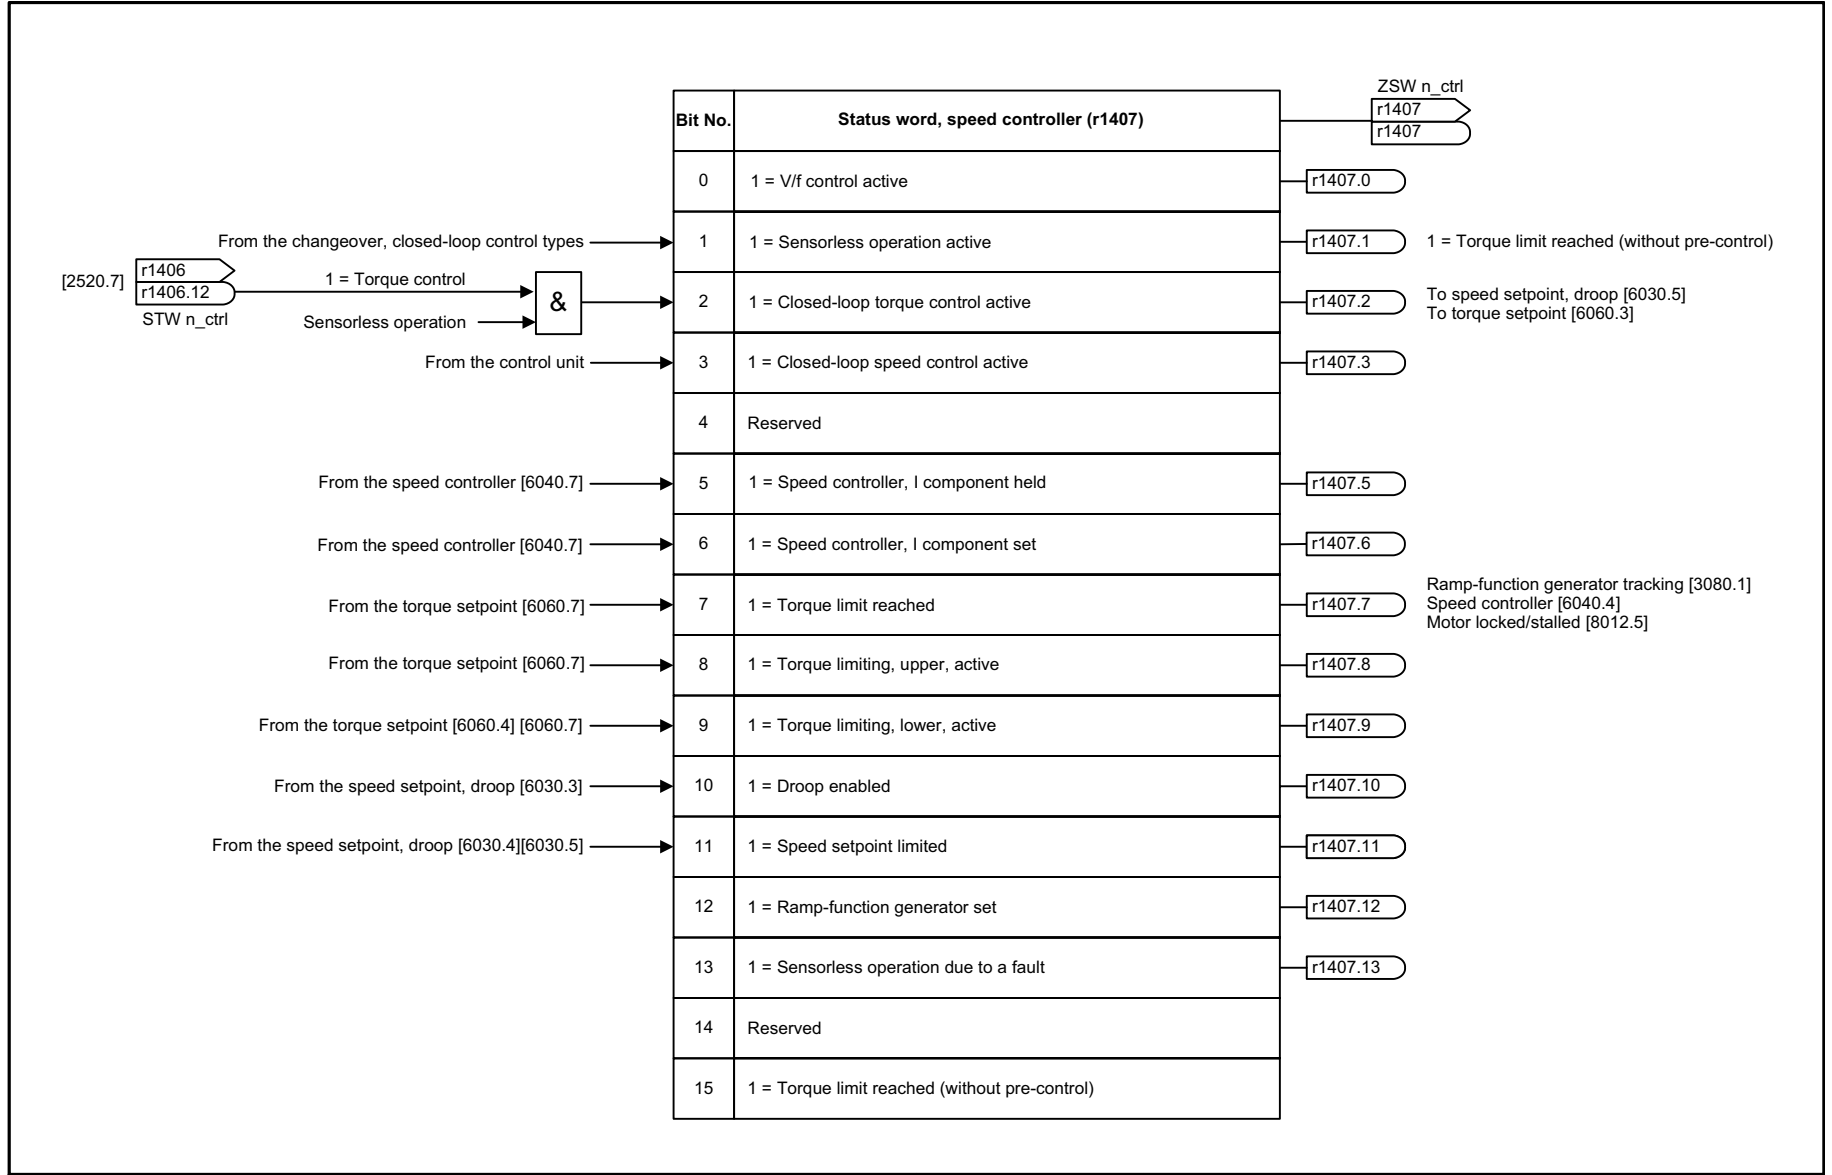 ZSW n_ctrl
Bit No. Status word, speed controller (r1407) r1407
r1407
0 1 = V/f control active r1407.0
From the changeover, closed-loop control types 1 1 = Sensorless operation active r1407.1 1 = Torque limit reached (without pre-control)
[2520.7] r1406 1 = Torque control
r1406.12
STW n_ctrl
&
Sensorless operation
2 1 = Closed-loop torque control active r1407.2 To speed setpoint, droop [6030.5]
To torque setpoint [6060.3]
From the control unit 3 1 = Closed-loop speed control active r1407.3
4 Reserved
From the speed controller [6040.7] 5 1 = Speed controller, I component held r1407.5
From the speed controller [6040.7] 6 1 = Speed controller, I component set r1407.6
From the torque setpoint [6060.7] 7 1 = Torque limit reached r1407.7 Ramp-function generator tracking [3080.1]
Speed controller [6040.4]
Motor locked/stalled [8012.5]
From the torque setpoint [6060.7] 8 1 = Torque limiting, upper, active r1407.8
From the torque setpoint [6060.4] [6060.7] 9 1 = Torque limiting, lower, active r1407.9
From the speed setpoint, droop [6030.3] 10 1 = Droop enabled r1407.10
From the speed setpoint, droop [6030.4][6030.5] 11 1 = Speed setpoint limited r1407.11
12 1 = Ramp-function generator set r1407.12
13 1 = Sensorless operation due to a fault r1407.13
14 Reserved
15 1 = Torque limit reached (without pre-control)